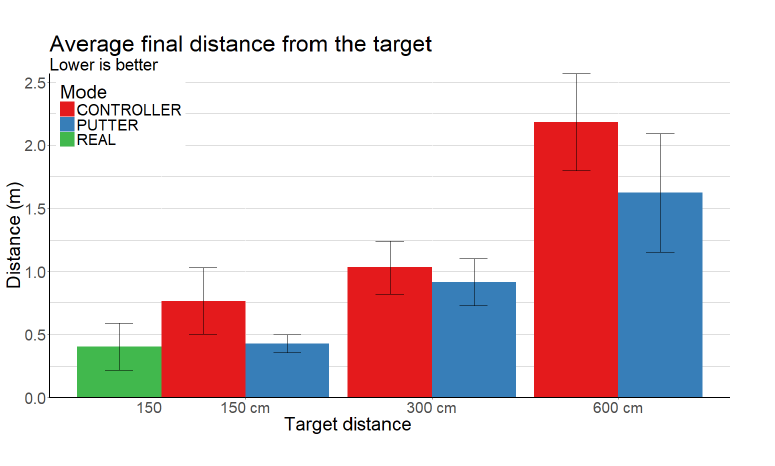 Average final distance from the target
Lower is better
Mode
CONTROLLER
PUTTER
REAL
2.5
2.0
1.5
1.0
0.5
0.0
Distance (m)
150
150 cm
300 cm
600 cm
Target distance